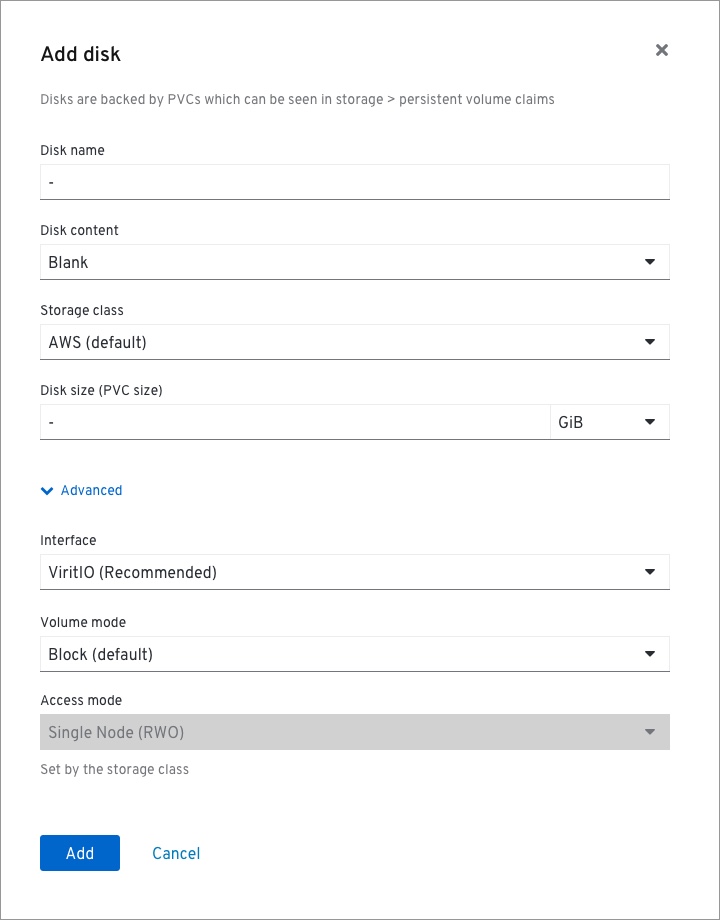 Add disk
Disks are backed by PVCs which can be seen in storage > persistent volume claims
Disk name
-
Disk content
Blank
Storage class
AWS (default)
Disk size (PVC size)
- GiB
Advanced
Interface
ViritIO (Recommended)
Volume mode
Block (default)
Access mode
Single Node (RWO)
Set by the storage class
Add Cancel